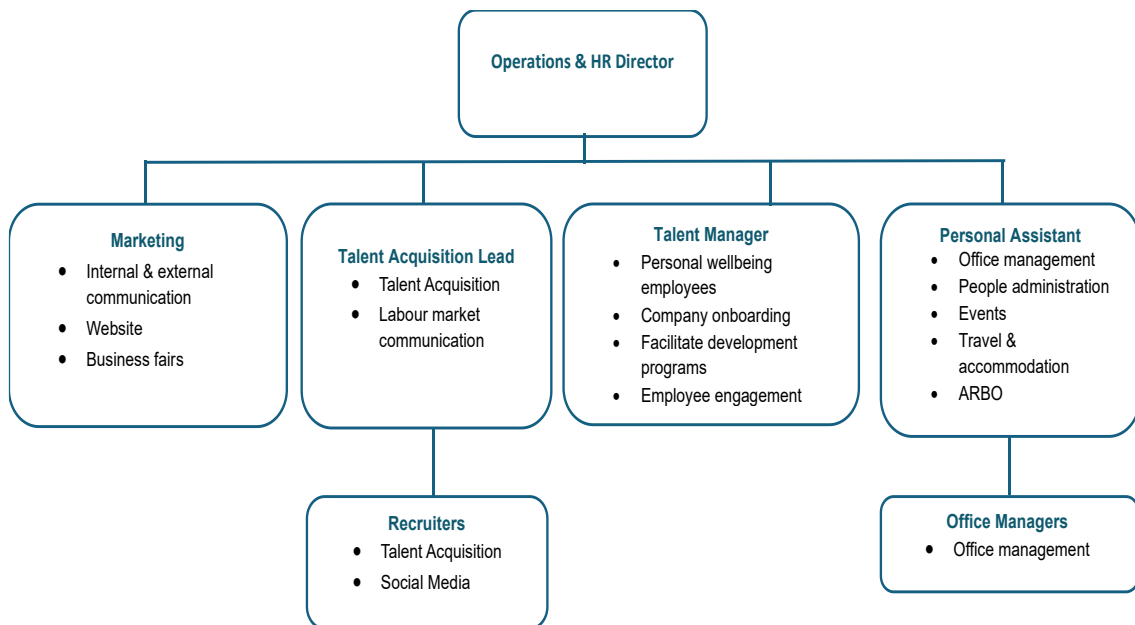 Operations & HR Director
Marketing
• Internal & external
communication
• Website
• Business fairs
Talent Acquisition Lead
• Talent Acquisition
• Labour market
communication
Talent Manager
• Personal wellbeing
employees
• Company onboarding
• Facilitate development
programs
• Employee engagement
Personal Assistant
• Office management
• People administration
• Events
• Travel &
accommodation
• ARBO
Recruiters
• Talent Acquisition
• Social Media
Office Managers
• Office management